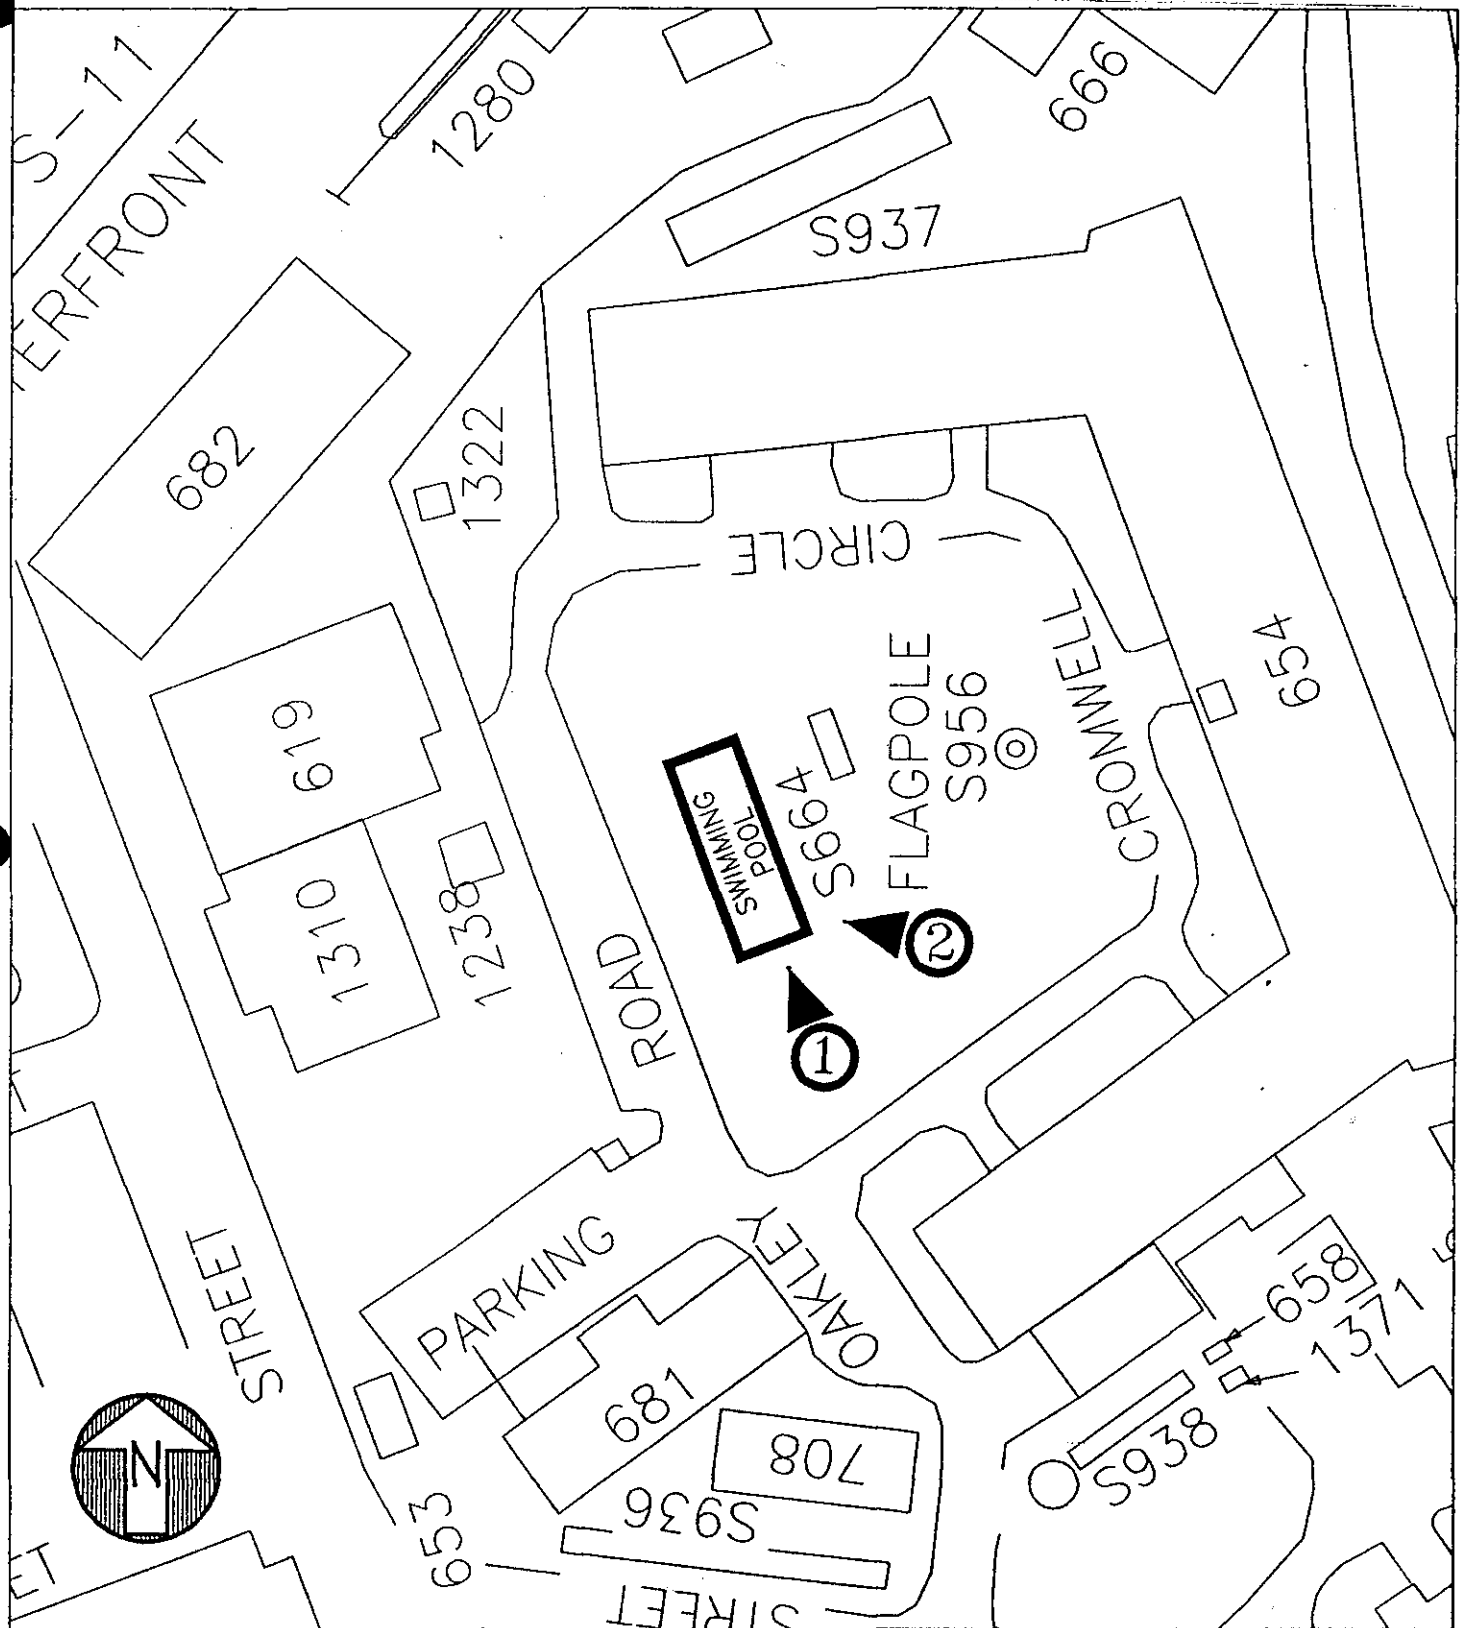 S-11
1280
666
ERFRONT
S937
682
1322
CIRCLE
619
CROMWELL
654
FLAGPOLE
S956
SWIMMING
POOL
S664
1310
1238
ROAD
2
1
STREET
PARKING
OAKLEY
658
1371
681
708
S938
N
S936
653
ET
STREET